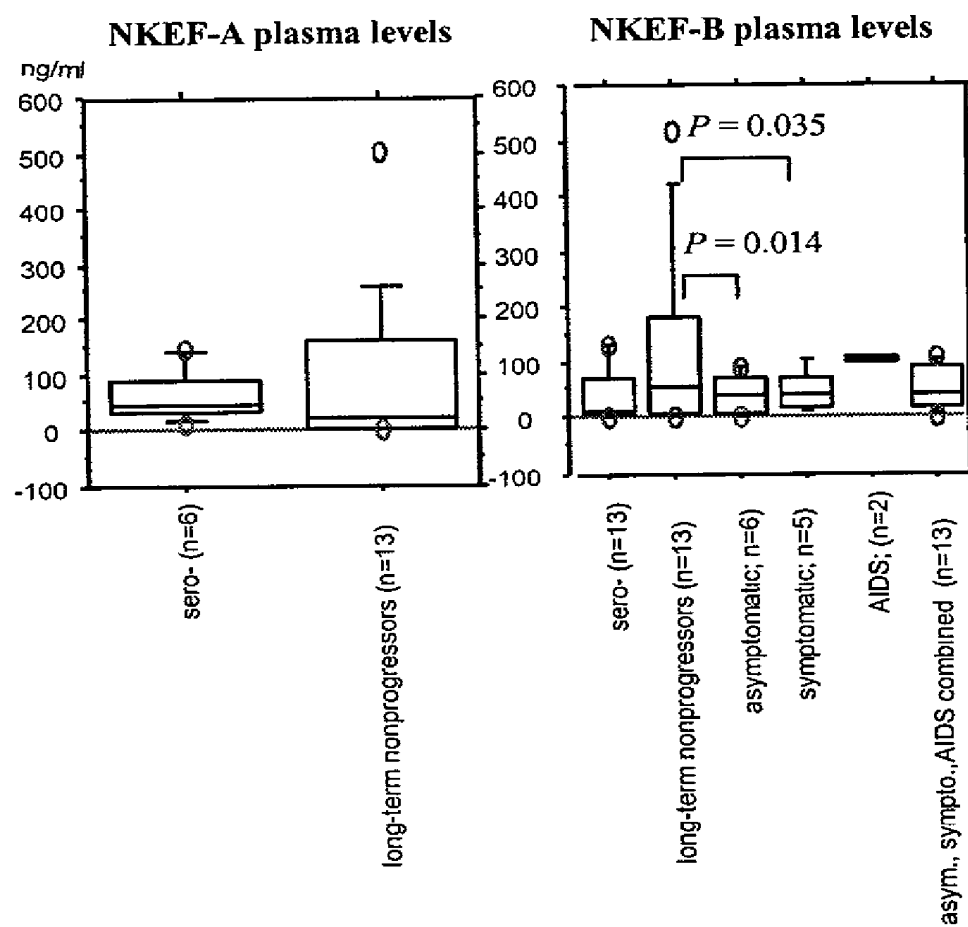 NKEF-A plasma levels
NKEF-B plasma levels
ng/ml
600
500
400
300
200
100
0
-100
600
500
400
300
200
100
0
-100
P = 0.035
P = 0.014
sero- (n=6)
long-term nonprogressors (n=13)
sero- (n=13)
long-term nonprogressors (n=13)
asymptomatic; n=6)
symptomatic; n=5)
AIDS; (n=2)
asym., sympto.,AIDS combined (n=13)